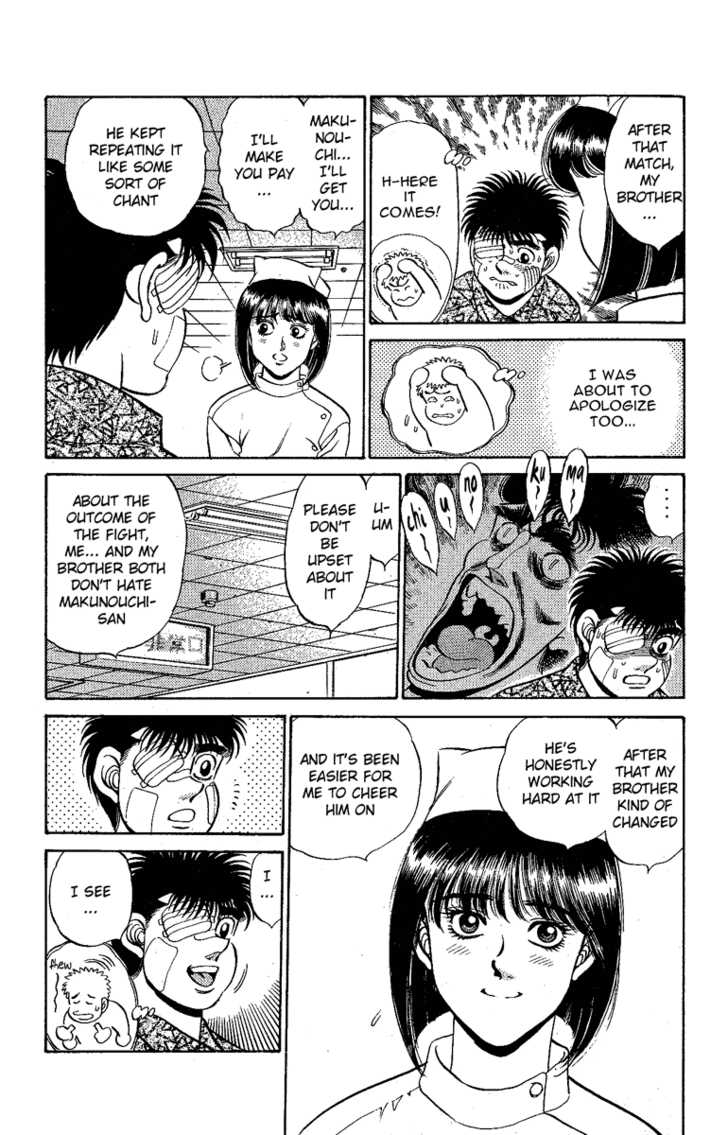 AFTER
THAT
MATCH,
MY
BROTHER
...
H-HERE
IT
COMES!
MAKU-
NOU-
CHI...
I'LL
GET
YOU...
I'LL
MAKE
YOU PAY
...
HE KEPT
REPEATING IT
LIKE SOME
SORT OF
CHANT
I WAS
ABOUT TO
APOLOGIZE
TOO...
....
ma
ku
no
u
chi
U-
UM
PLEASE
DON'T
BE
UPSET
ABOUT
IT
ABOUT THE
OUTCOME OF
THE FIGHT,
ME... AND MY
BROTHER BOTH
DON'T HATE
MAKUNOUCHI-
SAN
非常口
AFTER
THAT MY
BROTHER
KIND OF
CHANGED
HE'S
HONESTLY
WORKING
HARD AT IT
AND IT'S BEEN
EASIER FOR
ME TO CHEER
HIM ON
I
...
I SEE
...